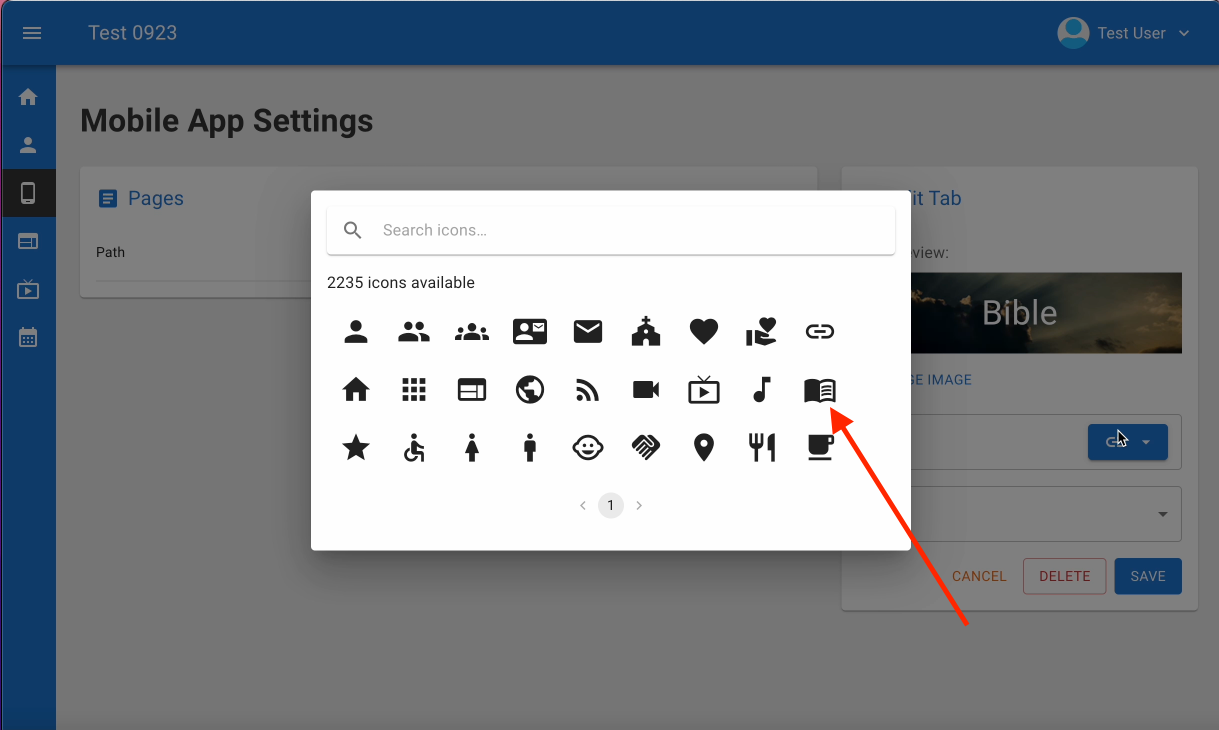 Test 0923
Test User
Mobile App Settings
Pages
it Tab
Path
view:
Search icons...
2235 icons available
Bible
GE IMAGE
1
CANCEL
DELETE
SAVE